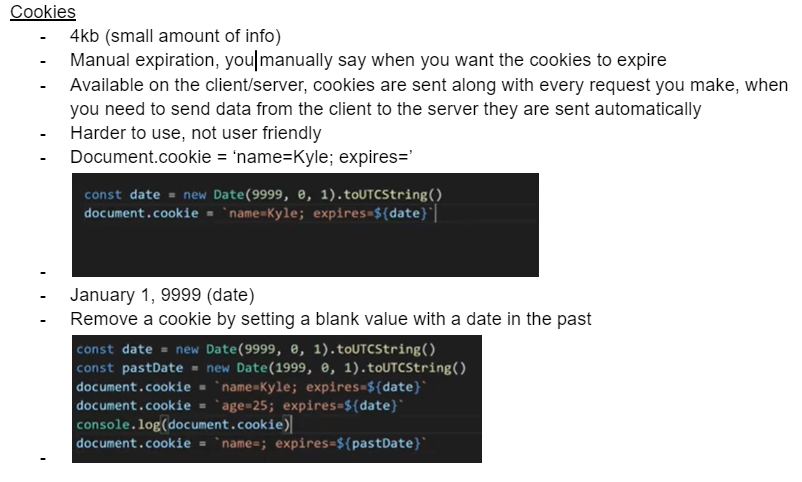 Cookies
- 4kb (small amount of info)
- Manual expiration, you manually say when you want the cookies to expire
- Available on the client/server, cookies are sent along with every request you make, when
you need to send data from the client to the server they are sent automatically
- Harder to use, not user friendly
- Document.cookie = ‘name=Kyle; expires=’
const date = new Date(9999, 0, 1).toUTCString()
document.cookie = `name=Kyle; expires=${date}`
-
- January 1, 9999 (date)
- Remove a cookie by setting a blank value with a date in the past
const date = new Date(9999, 0, 1).toUTCString()
const pastDate = new Date(1999, 0, 1).toUTCString()
document.cookie = `name=Kyle; expires=${date}`
document.cookie = `age=25; expires=${date}`
console.log(document.cookie)
document.cookie = `name=; expires=${pastDate}`
-